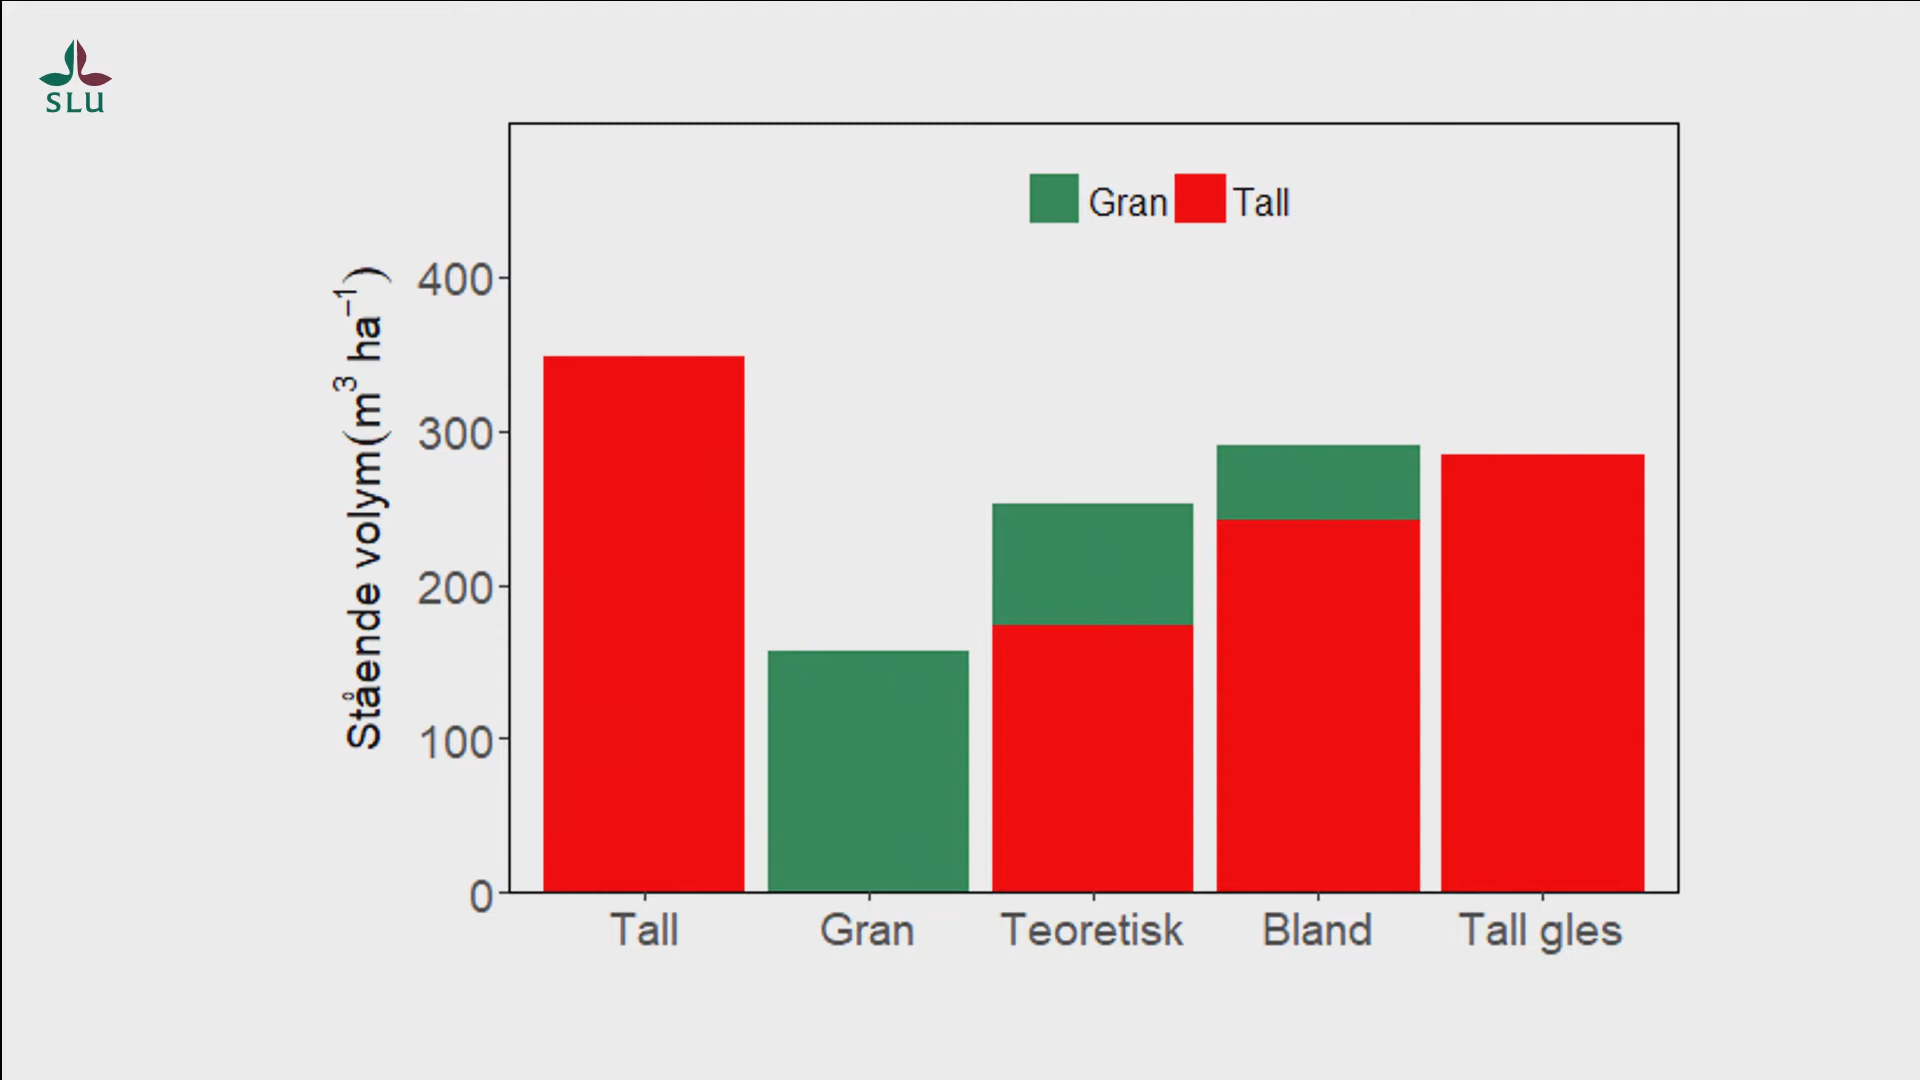 SLU
Gran Tall
Stående volym(m³ ha⁻¹)
400
300
200
100
0
Tall Gran Teoretisk Bland Tall gles